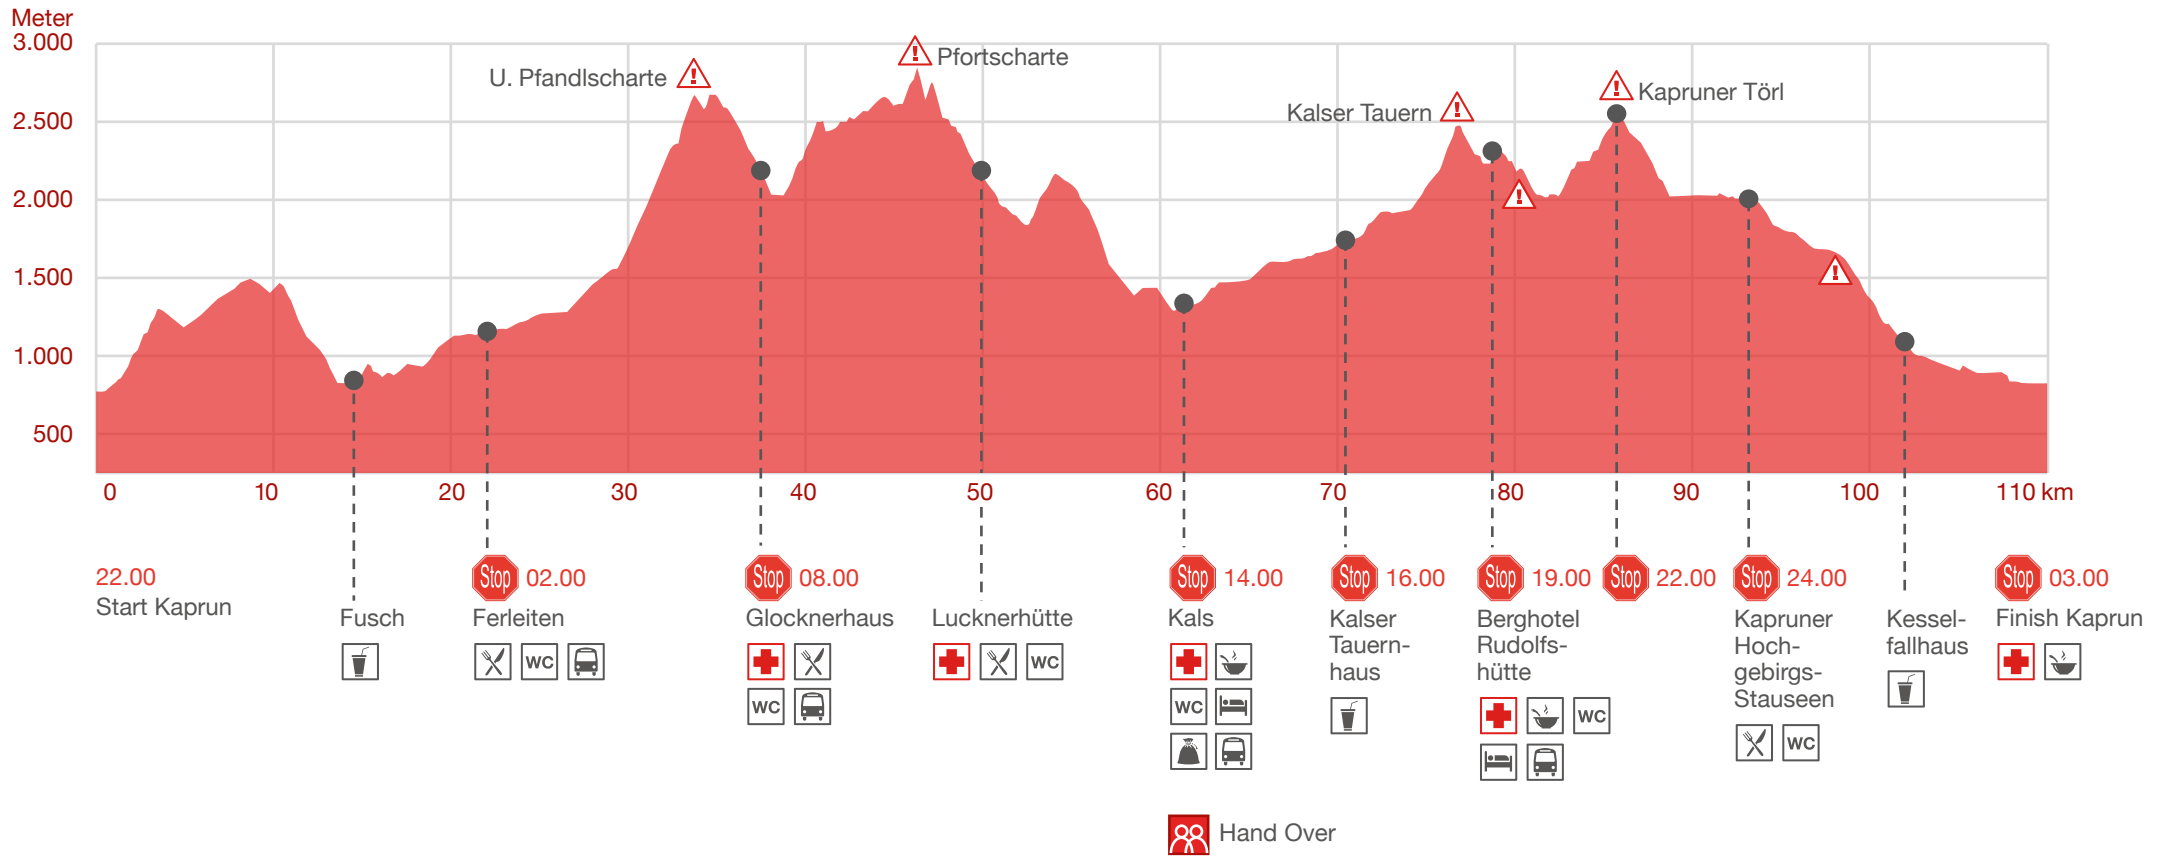 Meter
3.000
2.500
2.000
1.500
1.000
500
U. Pfandlscharte
Pfortscharte
Kalser Tauern
Kapruner Törl
0 10 20 30 40 50 60 70 80 90 100 110 km
22.00
Start Kaprun
Fusch
Stop 02.00
Ferleiten
WC
Stop 08.00
Glocknerhaus
WC
Lucknerhütte
WC
Stop 14.00
Kals
WC
Hand Over
Stop 16.00
Kalser
Tauern-
haus
Stop 19.00
Berghotel
Rudolfs-
hütte
WC
Stop 22.00
Stop 24.00
Kapruner
Hoch-
gebirgs-
Stauseen
WC
Kessel-
fallhaus
Stop 03.00
Finish Kaprun